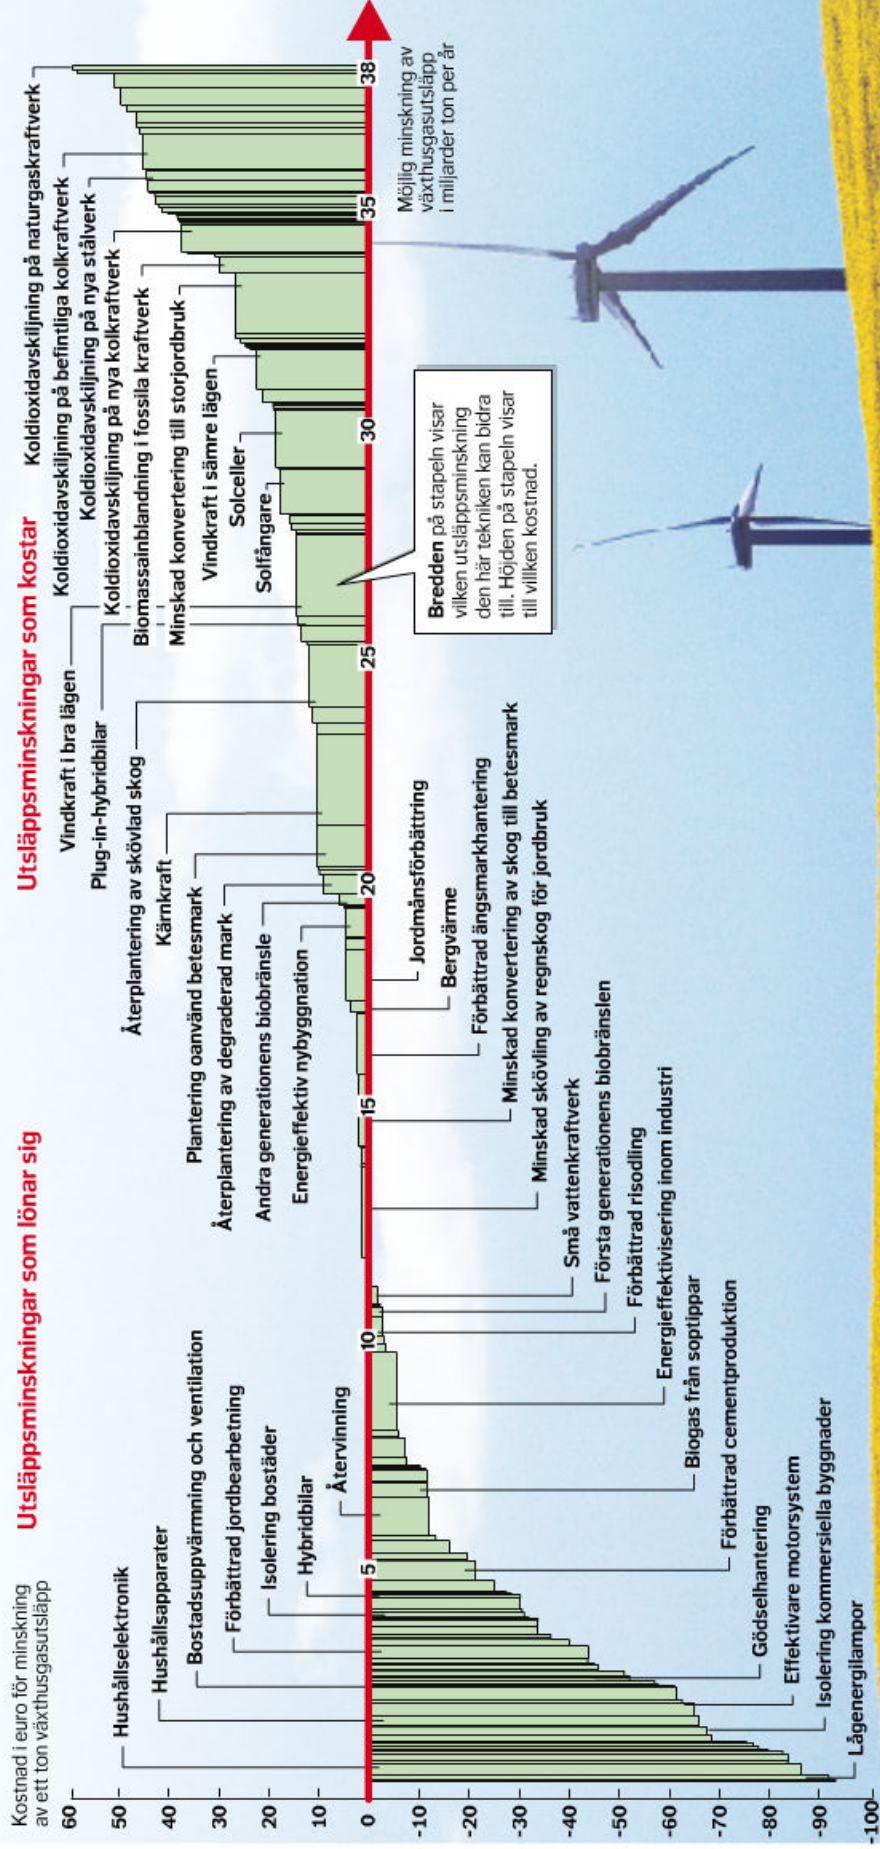 Utsläppsminskningar som lönar sig
Utsläppsminskningar som kostar
Kostnad i euro för minskning
av ett ton växthusgasutsläpp
60
50
40
30
20
10
0
-10
-20
-30
-40
-50
-60
-70
-80
-90
-100
Hushållselektronik
Hushållsapparater
Bostadsuppvärmning och ventilation
Förbättrad jordbearbetning
Isolering bostäder
Hybridbilar
Återvinning
Lågenergilampor
Isolering kommersiella byggnader
Effektivare motorsystem
Gödselhantering
Förbättrad cementproduktion
Biogas från soptippar
Energieffektivisering inom industri
Förbättrad risodling
Första generationens biobränslen
Små vattenkraftverk
Minskad skövling av regnskog för jordbruk
Minskad konvertering av skog till betesmark
Förbättrad ängsmarkhantering
Bergvärme
Jordmånsförbättring
Energieffektiv nybyggnation
Andra generationens biobränsle
Återplantering av degraderad mark
Plantering oanvänd betesmark
Kärnkraft
Återplantering av skövlad skog
Plug-in-hybridbilar
Vindkraft i bra lägen
Solfångare
Solceller
Vindkraft i sämre lägen
Minskad konvertering till storjordbruk
Biomassainblandning i fossila kraftverk
Koldioxidavskiljning på nya kolkraftverk
Koldioxidavskiljning på nya stålverk
Koldioxidavskiljning på befintliga kolkraftverk
Koldioxidavskiljning på naturgaskraftverk
5
10
15
20
25
30
35
38
Möjlig minskning av
växthusgasutsläpp
i miljarder ton per år
Bredden på stapeln visar
vilken utsläppsminskning
den här tekniken kan bidra
till. Höjden på stapeln visar
till villken kostnad.